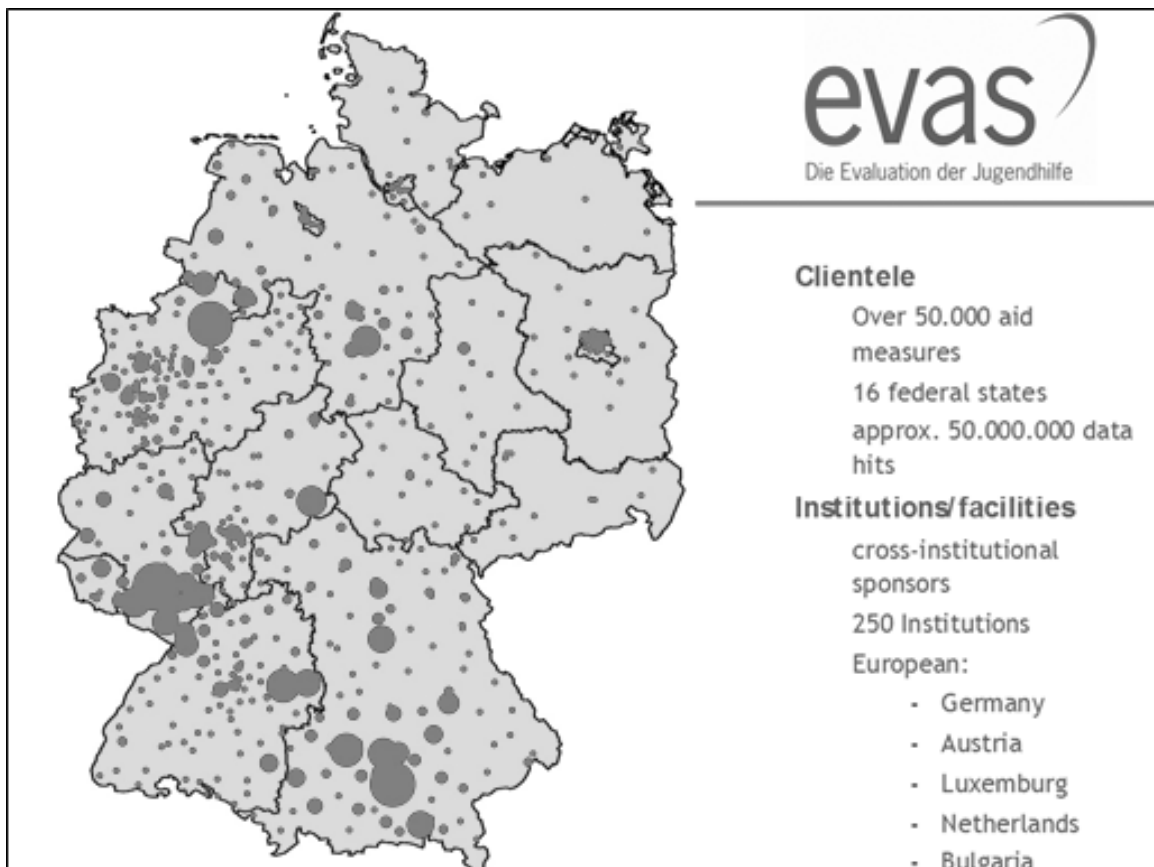 evas
Die Evaluation der Jugendhilfe
Clientele
Over 50.000 aid
measures
16 federal states
approx. 50.000.000 data
hits
Institutions/facilities
cross-institutional
sponsors
250 Institutions
European:
- Germany
- Austria
- Luxemburg
- Netherlands
- Bulgaria